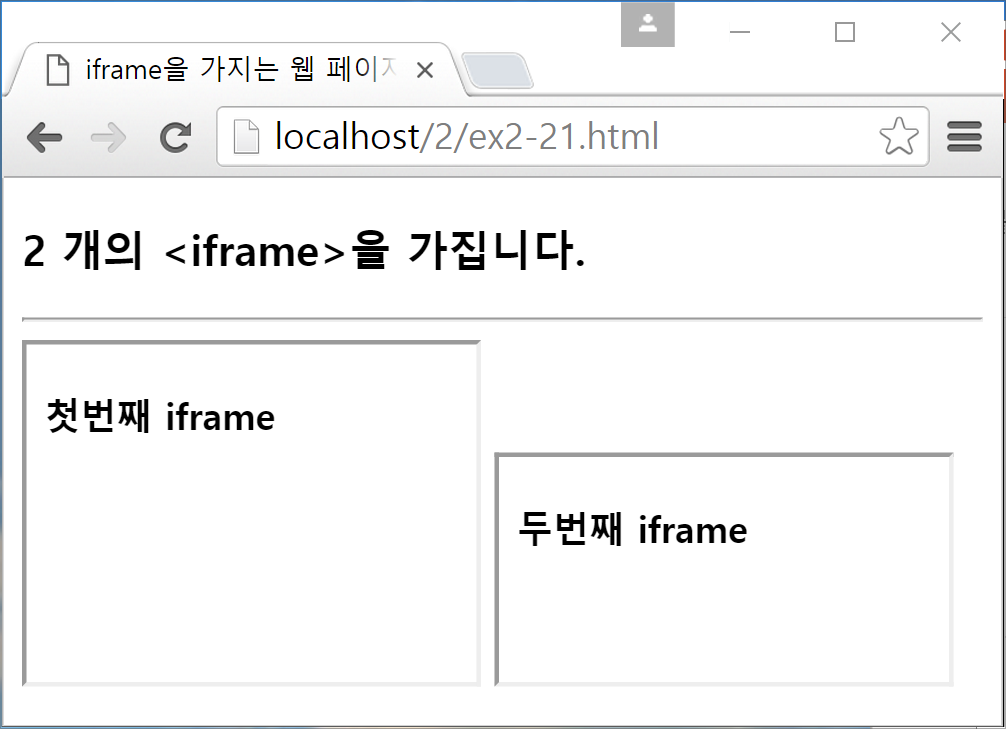 iframe을 가지는 웹 페이지
localhost/2/ex2-21.html
2 개의 <iframe>을 가집니다.
첫번째 iframe
두번째 iframe